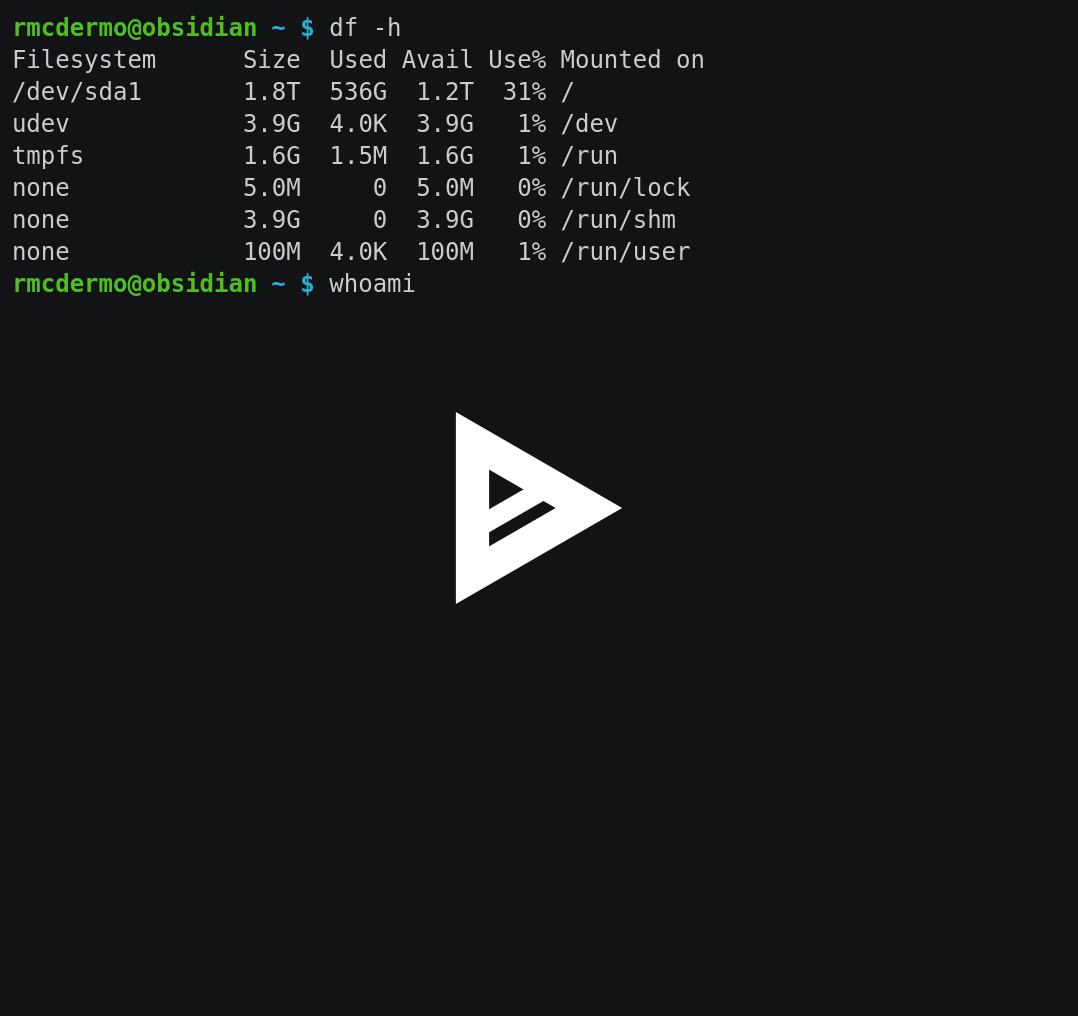 rmcdermo@obsidian ~ $ df -h
Filesystem      Size  Used Avail Use% Mounted on
/dev/sda1       1.8T  536G  1.2T  31% /
udev            3.9G  4.0K  3.9G   1% /dev
tmpfs           1.6G  1.5M  1.6G   1% /run
none            5.0M     0  5.0M   0% /run/lock
none            3.9G     0  3.9G   0% /run/shm
none            100M  4.0K  100M   1% /run/user
rmcdermo@obsidian ~ $ whoami